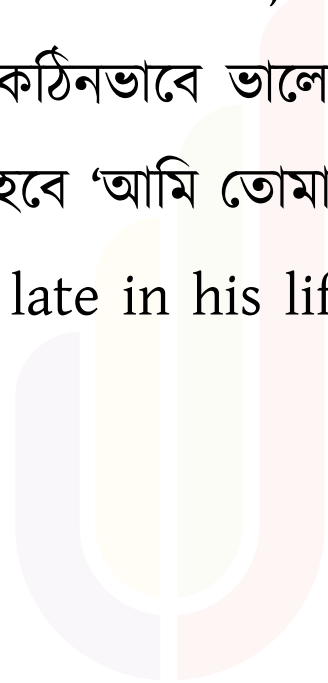 কঠিনভাবে ভালো
হবে ‘আমি তোমা
late in his lif